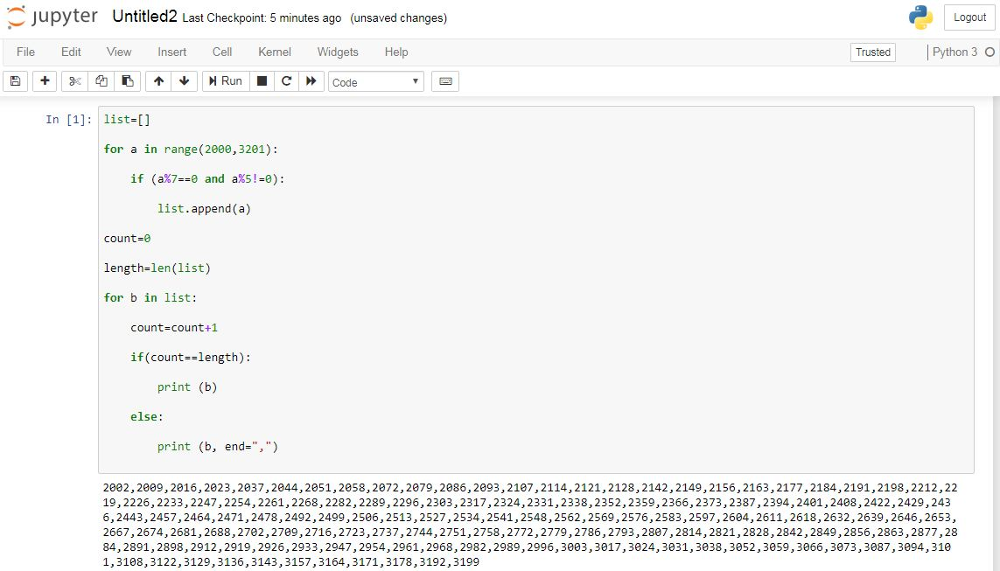 jupyter Untitled2 Last Checkpoint: 5 minutes ago (unsaved changes) Logout
File Edit View Insert Cell Kernel Widgets Help Trusted Python 3
Run Code
In [1]: list=[]
for a in range(2000,3201):
    if (a%7==0 and a%5!=0):
        list.append(a)
count=0
length=len(list)
for b in list:
    count=count+1
    if(count==length):
        print (b)
    else:
        print (b, end=",")
2002,2009,2016,2023,2037,2044,2051,2058,2072,2079,2086,2093,2107,2114,2121,2128,2142,2149,2156,2163,2177,2184,2191,2198,2212,22
19,2226,2233,2247,2254,2261,2268,2282,2289,2296,2303,2317,2324,2331,2338,2352,2359,2366,2373,2387,2394,2401,2408,2422,2429,243
6,2443,2457,2464,2471,2478,2492,2499,2506,2513,2527,2534,2541,2548,2562,2569,2576,2583,2597,2604,2611,2618,2632,2639,2646,2653,
2667,2674,2681,2688,2702,2709,2716,2723,2737,2744,2751,2758,2772,2779,2786,2793,2807,2814,2821,2828,2842,2849,2856,2863,2877,28
84,2891,2898,2912,2919,2926,2933,2947,2954,2961,2968,2982,2989,2996,3003,3017,3024,3031,3038,3052,3059,3066,3073,3087,3094,310
1,3108,3122,3129,3136,3143,3157,3164,3171,3178,3192,3199